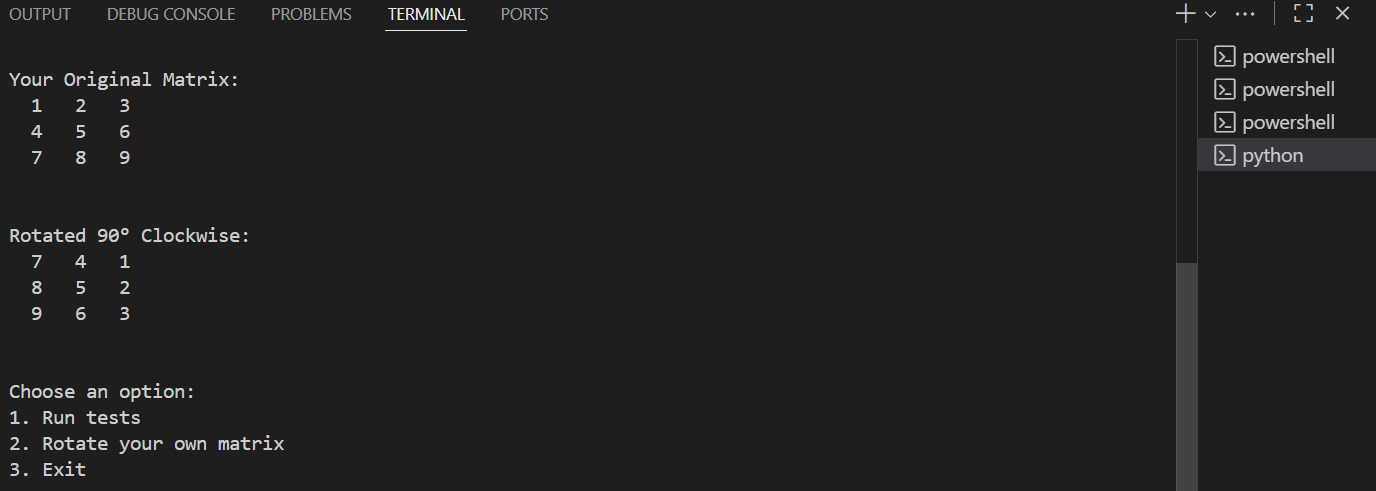 OUTPUT DEBUG CONSOLE PROBLEMS TERMINAL PORTS
Your Original Matrix:
1 2 3
4 5 6
7 8 9
Rotated 90° Clockwise:
7 4 1
8 5 2
9 6 3
Choose an option:
1. Run tests
2. Rotate your own matrix
3. Exit
powershell
powershell
powershell
python